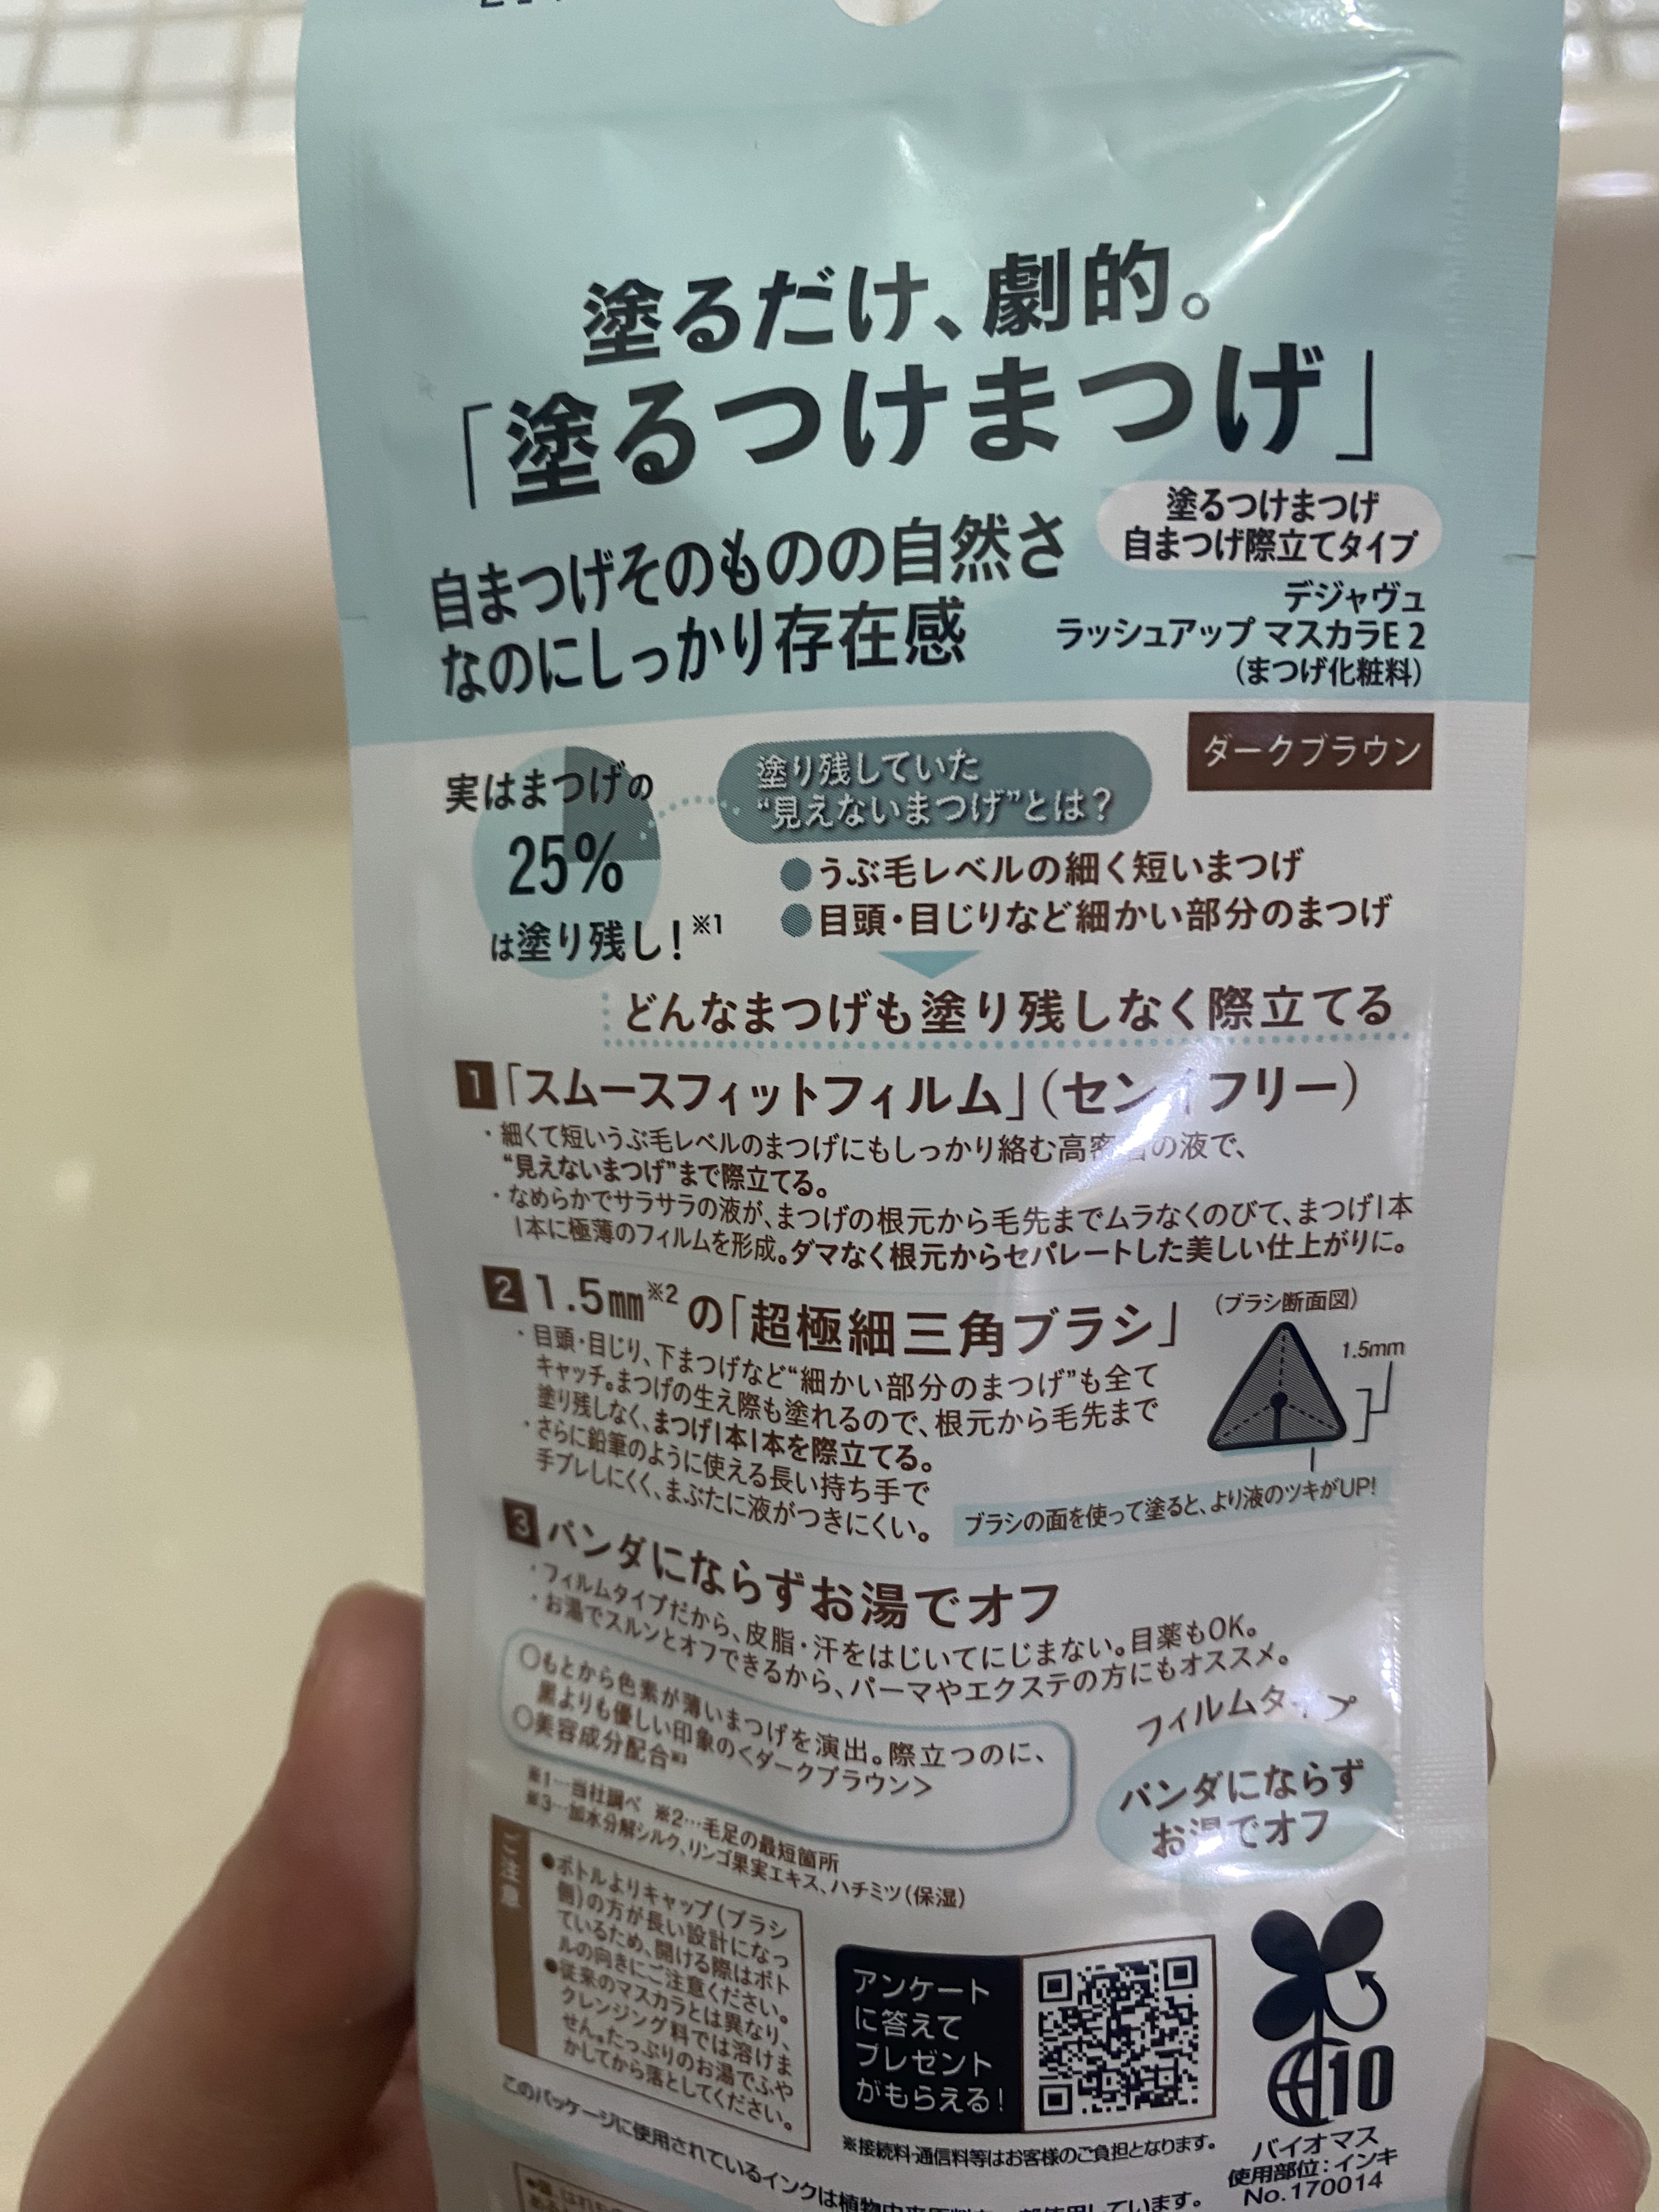 塗るだけ、劇的。
「塗るつけまつげ」
自まつげそのものの自然さ
なのにしっかり存在感
塗るつけまつげ
自まつげ際立てタイプ
デジャヴュ
ラッシュアップ マスカラE 2
(まつげ化粧料)
ダークブラウン
実はまつげの
25%
は塗り残し!※1
塗り残していた
“見えないまつげ”とは?
●うぶ毛レベルの細く短いまつげ
●目頭・目じりなど細かい部分のまつげ
どんなまつげも塗り残しなく際立てる
1「スムースフィットフィルム」(セン フリー)
・細くて短いうぶ毛レベルのまつげにもしっかり絡む高密 の液で、
“見えないまつげ”まで際立てる。
・なめらかでサラサラの液が、まつげの根元から毛先までムラなくのびて、まつげ1本
1本に極薄のフィルムを形成。ダマなく根元からセパレートした美しい仕上がりに。
2 1.5mm※2の「超極細三角ブラシ」
・目頭・目じり、下まつげなど“細かい部分のまつげ”も全て
キャッチ。まつげの生え際も塗れるので、根元から毛先まで
塗り残しなく、まつげ1本1本を際立てる。
・さらに鉛筆のように使える長い持ち手で
手ブレしにくく、まぶたに液がつきにくい。
(ブラシ断面図)
1.5mm
ブラシの面を使って塗ると、より液のツキがUP!
3 パンダにならずお湯でオフ
・フィルムタイプだから、皮脂・汗をはじいてにじまない。目薬もOK。
・お湯でスルンとオフできるから、パーマやエクステの方にもオススメ。
○もとから色素が薄いまつげを演出。際立つのに、
黒よりも優しい印象の<ダークブラウン>
○美容成分配合※3
フィルムタ プ
パンダにならず
お湯でオフ
※1…当社調べ ※2…毛足の最短箇所
※3…加水分解シルク、リンゴ果実エキス、ハチミツ(保湿)
ご注意
●ボトルよりキャップ(ブラシ
側)の方が長い設計になっ
ているため、開ける際はボト
ルの向きにご注意ください。
●従来のマスカラとは異なり、
クレンジング料では溶けま
せん。たっぷりのお湯でふや
かしてから落としてください。
アンケート
に答えて
プレゼント
がもらえる!
※接続料・通信料等はお客様のご負担となります。
10
バイオマス
使用部位:インキ
No.170014
このパッケージに使用されているインクは植物由来原料を 部使用しています。